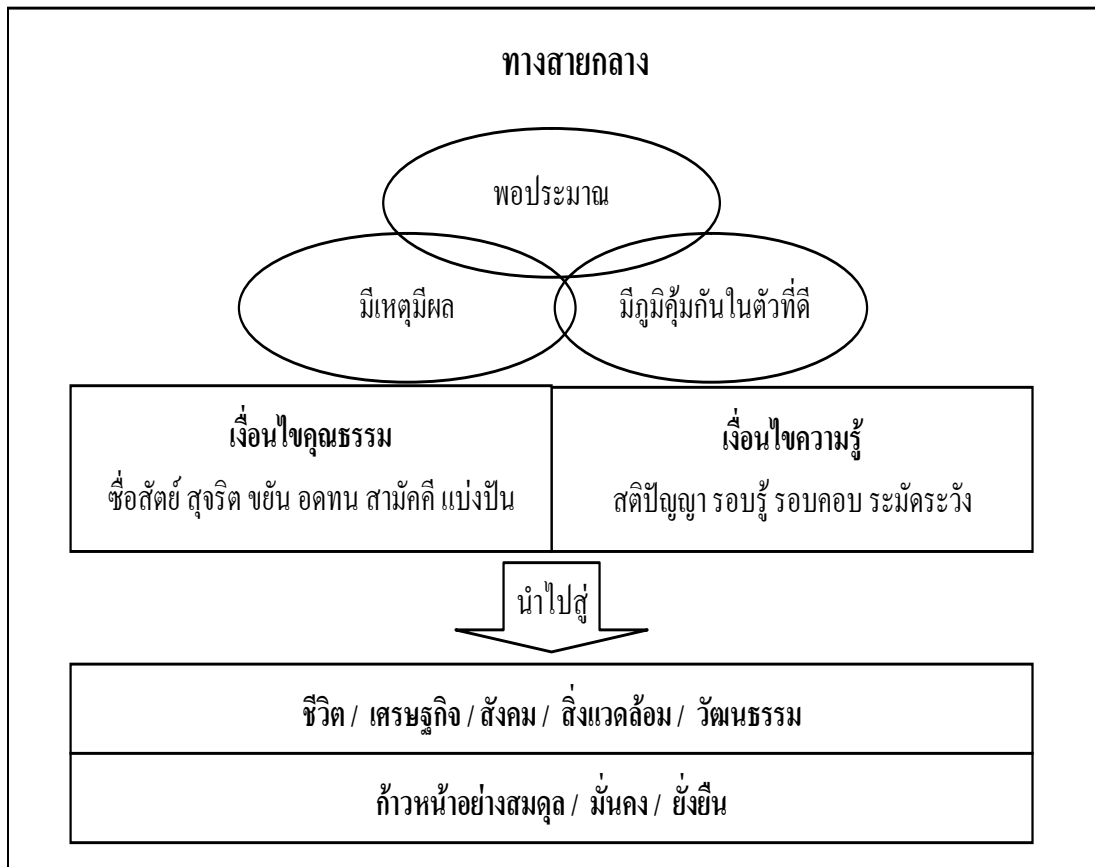 ทางสายกลาง
พอประมาณ
มีเหตุมีผล
มีภูมิคุ้มกันในตัวที่ดี
เงื่อนไขคุณธรรม
ซื่อสัตย์ สุจริต ขยัน อดทน สามัคคี แบ่งปัน
เงื่อนไขความรู้
สติปัญญา รอบรู้ รอบคอบ ระมัดระวัง
นำไปสู่
ชีวิต / เศรษฐกิจ / สังคม / สิ่งแวดล้อม / วัฒนธรรม
ก้าวหน้าอย่างสมดุล / มั่นคง / ยั่งยืน